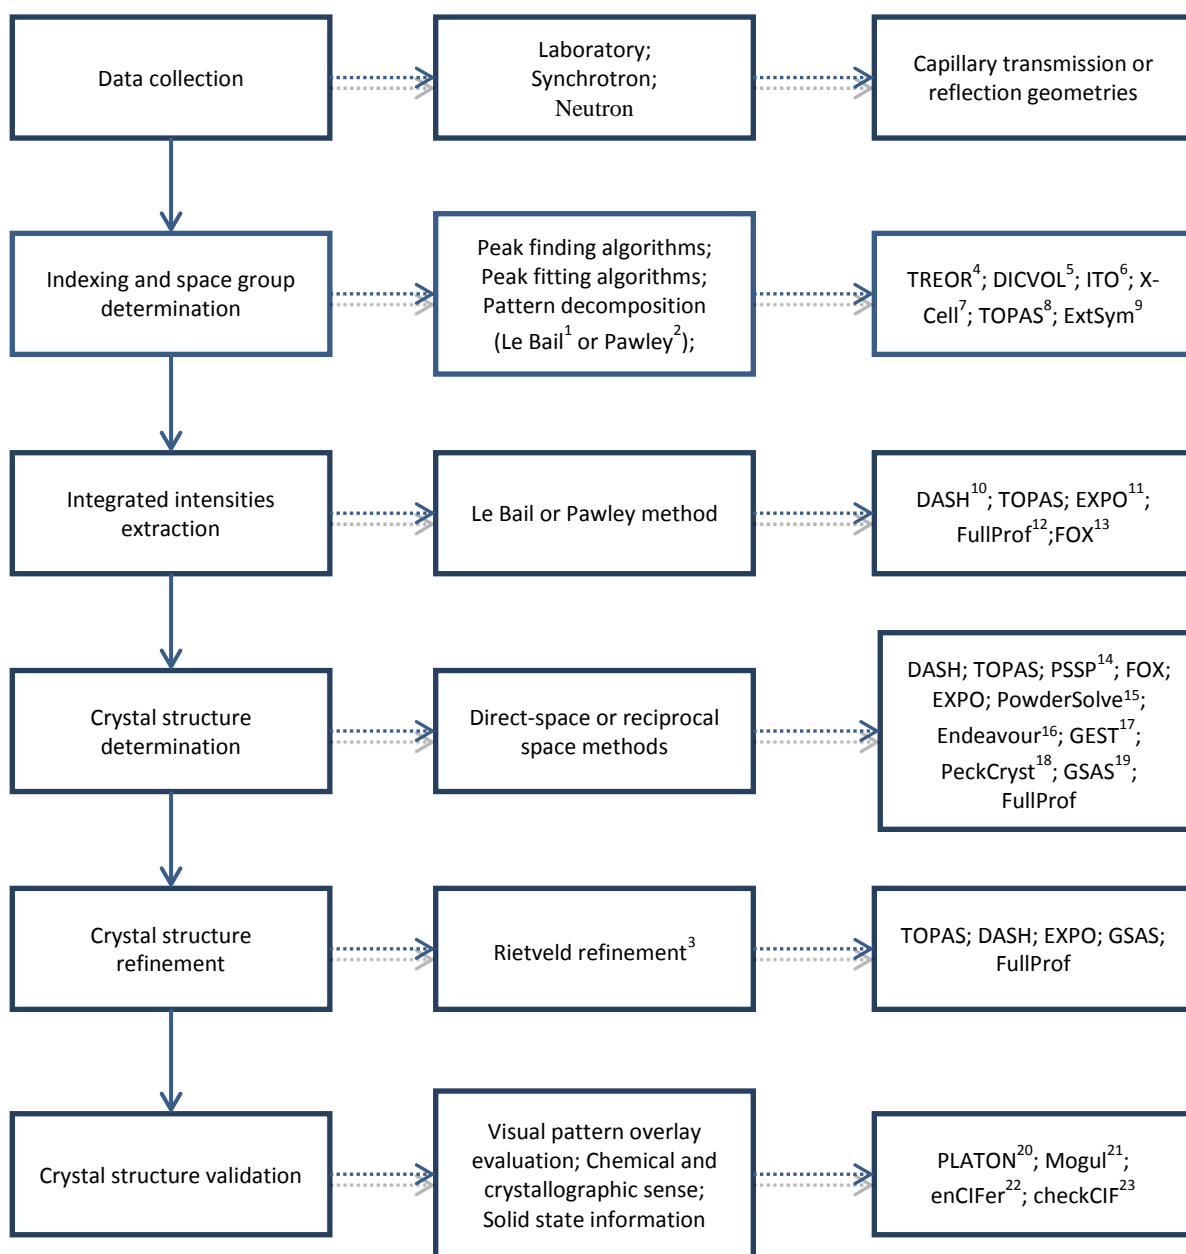 Data collection
Laboratory;
Synchrotron;
Neutron
Capillary transmission or
reflection geometries
Indexing and space group
determination
Peak finding algorithms;
Peak fitting algorithms;
Pattern decomposition
(Le Bail¹ or Pawley²);
TREOR⁴; DICVOL⁵; ITO⁶; X-
Cell⁷; TOPAS⁸; ExtSym⁹
Integrated intensities
extraction
Le Bail or Pawley method
DASH¹⁰; TOPAS; EXPO¹¹;
FullProf¹²;FOX¹³
Crystal structure
determination
Direct-space or reciprocal
space methods
DASH; TOPAS; PSSP¹⁴; FOX;
EXPO; PowderSolve¹⁵;
Endeavour¹⁶; GEST¹⁷;
PeckCryst¹⁸; GSAS¹⁹;
FullProf
Crystal structure
refinement
Rietveld refinement³
TOPAS; DASH; EXPO; GSAS;
FullProf
Crystal structure validation
Visual pattern overlay
evaluation; Chemical and
crystallographic sense;
Solid state information
PLATON²⁰; Mogul²¹;
enCIFer²²; checkCIF²³